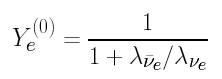 $Y_e^{(0)} = \frac{1}{1 + \lambda_{\bar{\nu}_e} / \lambda_{\nu_e}}$